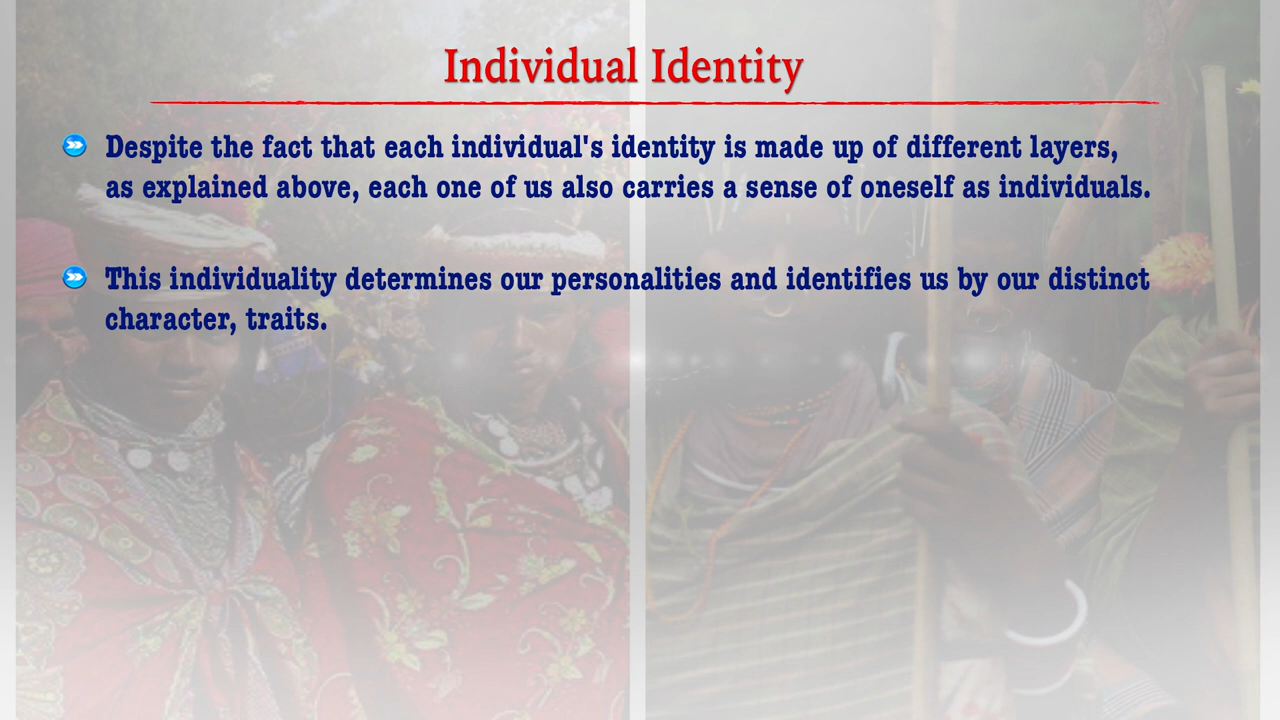 Individual Identity
Despite the fact that each individual's identity is made up of different layers,
as explained above, each one of us also carries a sense of oneself as individuals.
This individuality determines our personalities and identifies us by our distinct
character, traits.